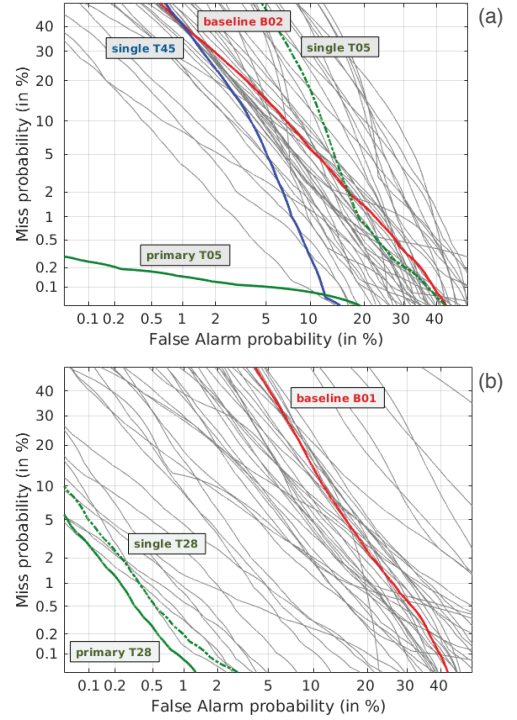 (a)
baseline B02
single T45
single T05
primary T05
Miss probability (in %)
40
30
20
10
5
2
1
0.5
0.2
0.1
0.1 0.2 0.5 1 2 5 10 20 30 40
False Alarm probability (in %)
(b)
baseline B01
single T28
primary T28
Miss probability (in %)
40
30
20
10
5
2
1
0.5
0.2
0.1
0.1 0.2 0.5 1 2 5 10 20 30 40
False Alarm probability (in %)